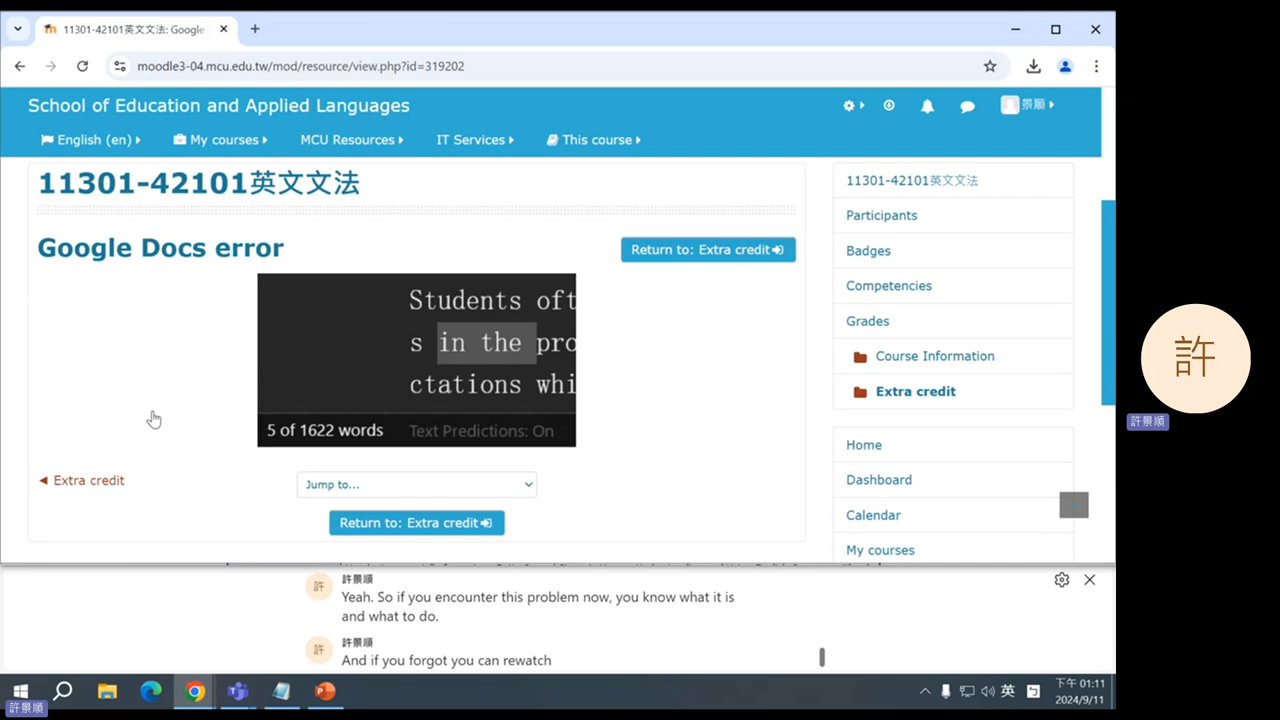 11301-42101英文文法: Google
moodle3-04.mcu.edu.tw/mod/resource/view.php?id=319202
School of Education and Applied Languages
景順
English (en)
My courses
MCU Resources
IT Services
This course
11301-42101英文文法
Google Docs error
Return to: Extra credit
Students oft
s in the pro
ctations whi
5 of 1622 words
Text Predictions: On
◄ Extra credit
Jump to...
Return to: Extra credit
11301-42101英文文法
Participants
Badges
Competencies
Grades
Course Information
Extra credit
Home
Dashboard
Calendar
My courses
許
許景順
許
許景順
Yeah. So if you encounter this problem now, you know what it is
and what to do.
許
許景順
And if you forgot you can rewatch
英
下午 01:11
2024/9/11
許景順